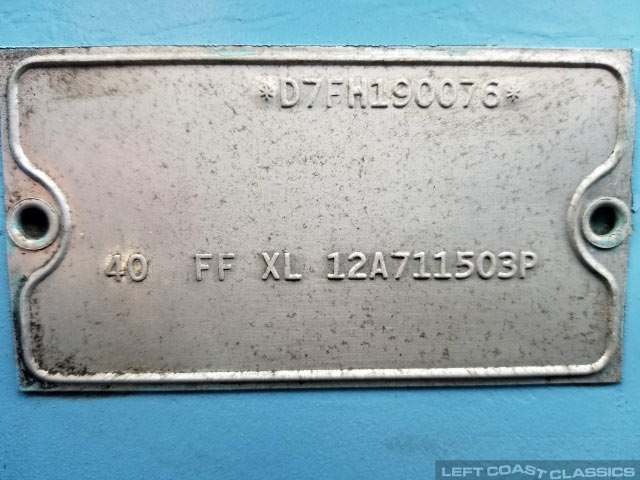 *D7FH190076*
40 FF XL 12A711503P
LEFT COAST CLASSICS